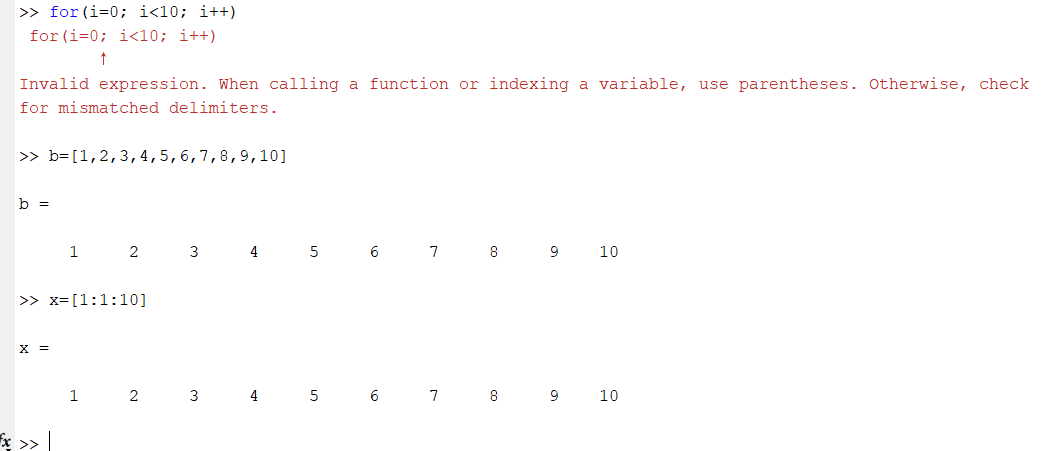 >> for(i=0; i<10; i++)
for(i=0; i<10; i++)
↑
Invalid expression. When calling a function or indexing a variable, use parentheses. Otherwise, check
for mismatched delimiters.
>> b=[1,2,3,4,5,6,7,8,9,10]
b =
1 2 3 4 5 6 7 8 9 10
>> x=[1:1:10]
x =
1 2 3 4 5 6 7 8 9 10
fx >>